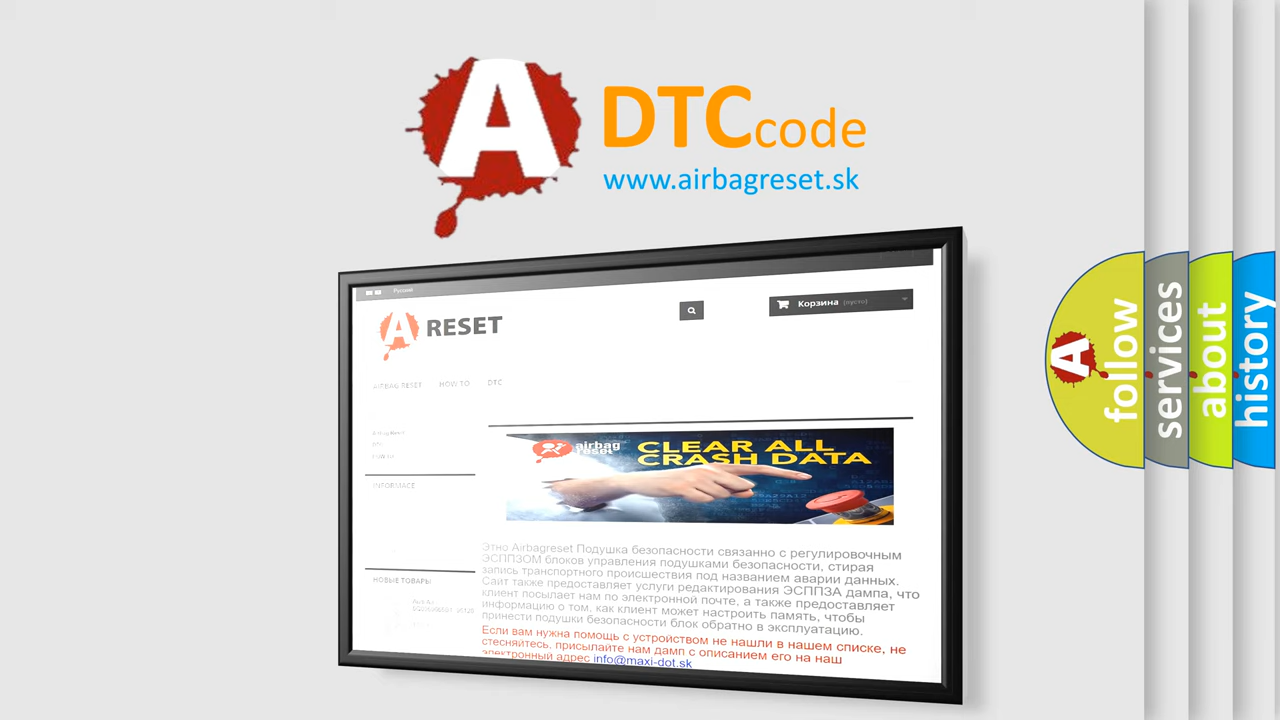 A
DTC code
www.airbagreset.sk
Русский
A RESET
Корзина (пусто)
AIRBAG RESET HOW TO DTC
INFORMACE
airbag
reset
CLEAR ALL
CRASH DATA
Этно Airbagreset Подушка безопасности связанно с регулировочным
ЭСППЗОМ блоков управления подушками безопасности, стирая
запись транспортного происшествия под названием аварии данных.
Сайт также предоставляет услуги редактирования ЭСППЗА дампа, что
клиент посылает нам по электронной почте, а также предоставляет
информацию о том, как клиент может настроить память, чтобы
принести подушки безопасности блок обратно в эксплуатацию.
Если вам нужна помощь с устройством не нашли в нашем списке, не
стесняйтесь, присылайте нам дамп с описанием его на наш
электронный адрес info@maxi-dot.sk
НОВЫЕ ТОВАРЫ
A
follow
services
about
history